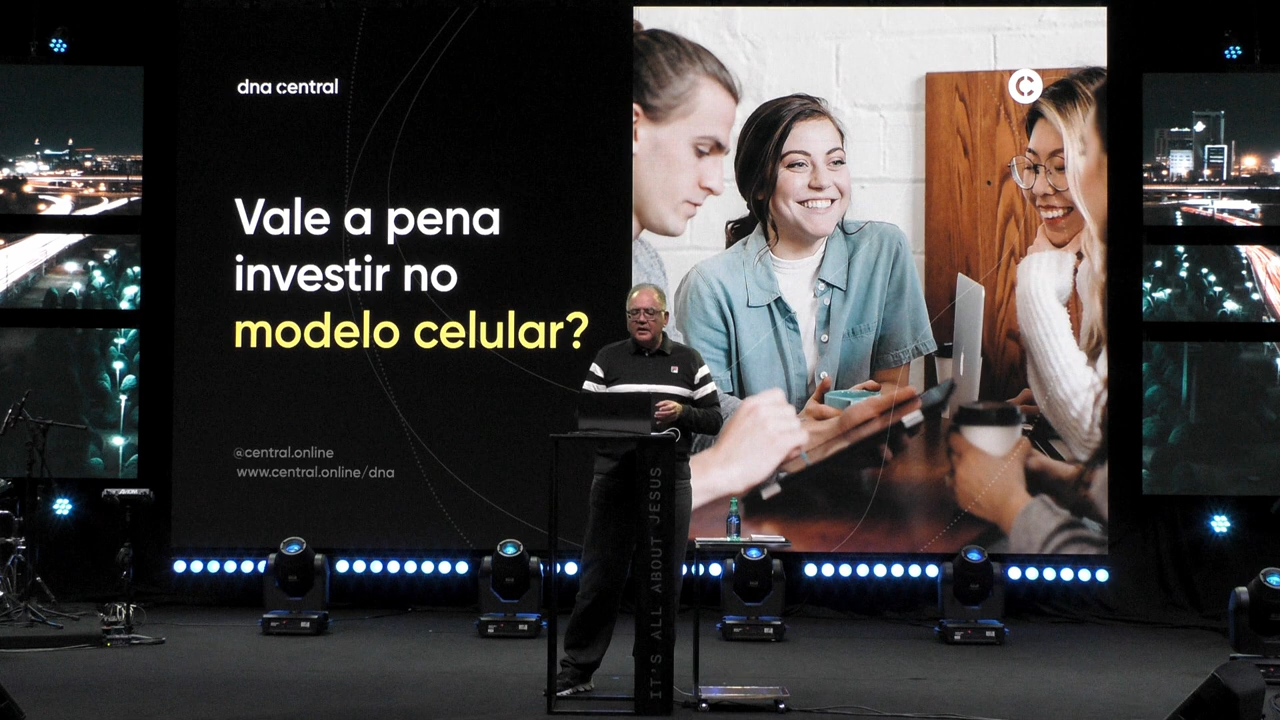 dna central
Vale a pena
investir no
modelo celular?
@central.online
www.central.online/dna
IT'S ALL ABOUT JESUS